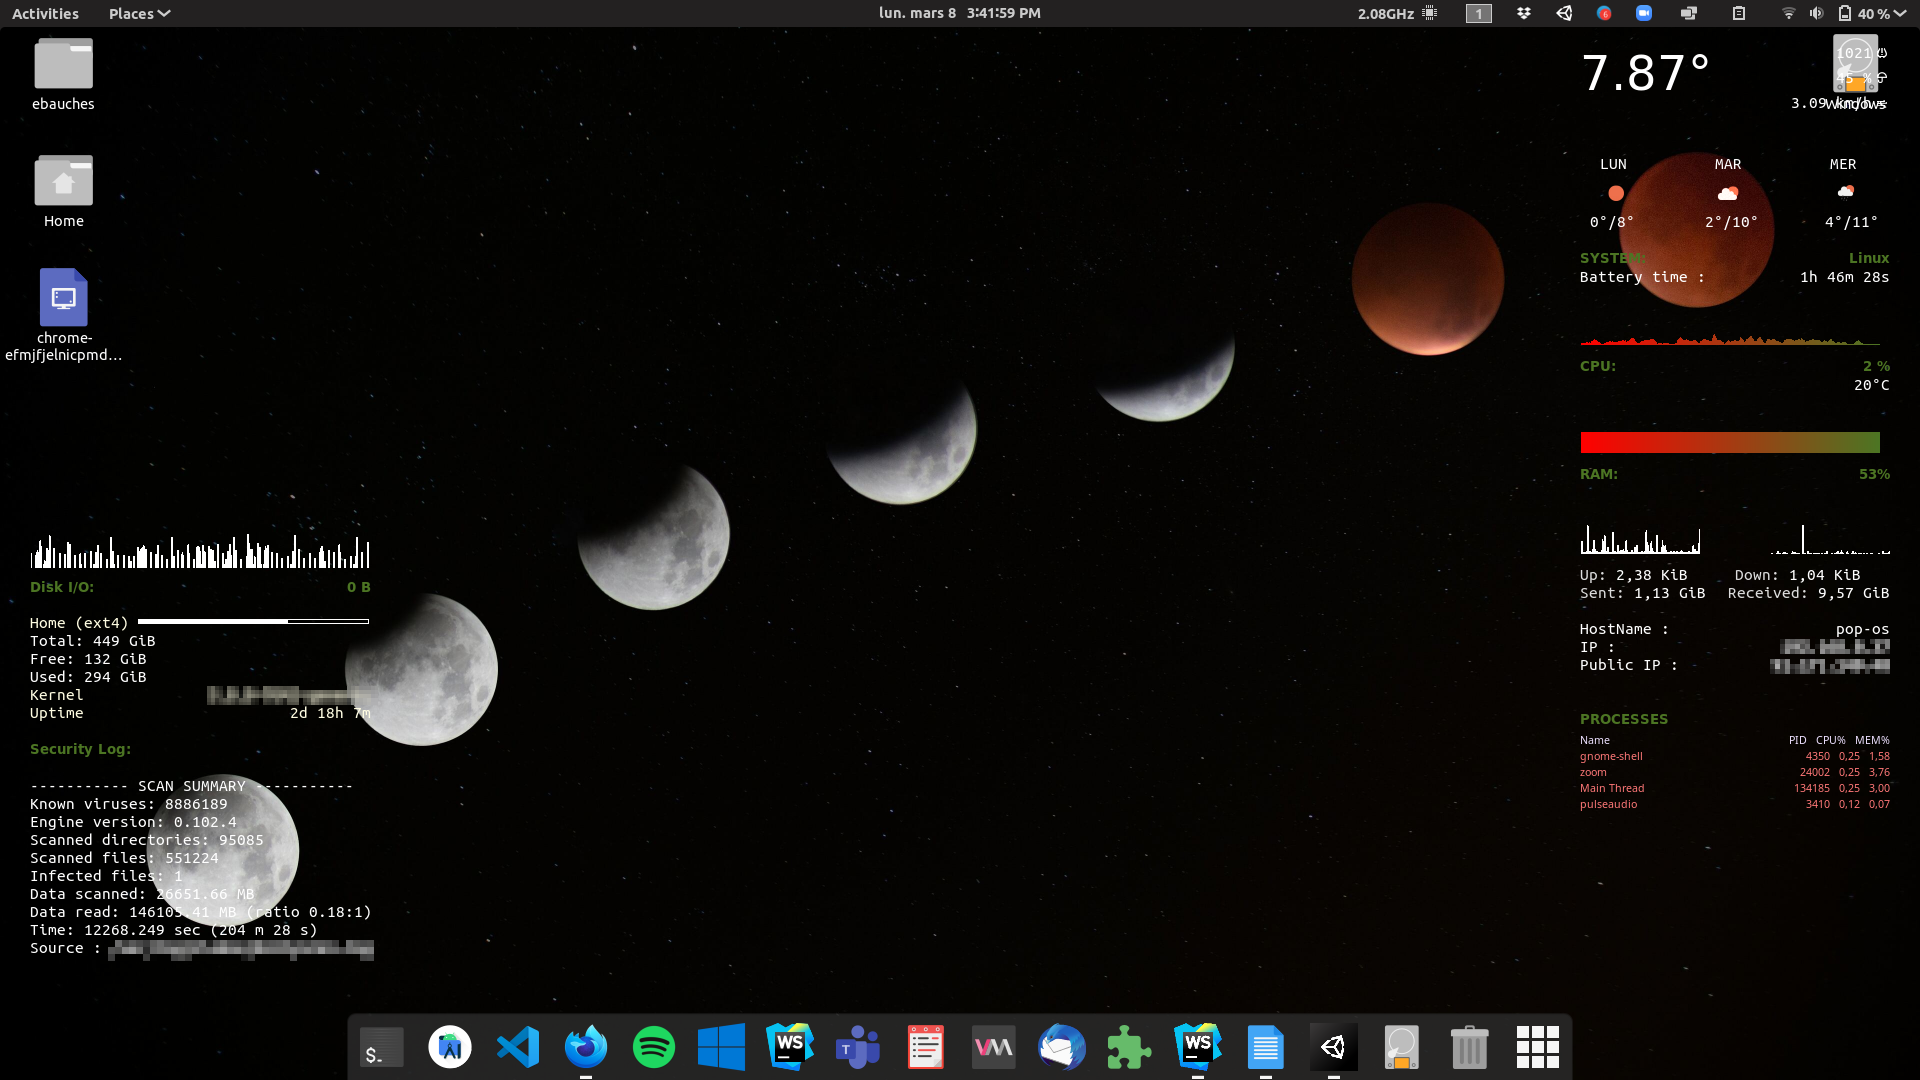 Activities Places lun. mars 8 3:41:59 PM 2.08GHz 1 6 40 %
ebauches
Home
chrome-
efmjfjelnicpmd…
7.87°
1021
45 %
3.09 km/h
Windows
LUN MAR MER
0°/8° 2°/10° 4°/11°
SYSTEM: Linux
Battery time : 1h 46m 28s
CPU: 2 %
20°C
RAM: 53%
Up: 2,38 KiB Down: 1,04 KiB
Sent: 1,13 GiB Received: 9,57 GiB
HostName : pop-os
IP :
Public IP :
PROCESSES
Name PID CPU% MEM%
gnome-shell 4350 0,25 1,58
zoom 24002 0,25 3,76
Main Thread 134185 0,25 3,00
pulseaudio 3410 0,12 0,07
Disk I/O: 0 B
Home (ext4)
Total: 449 GiB
Free: 132 GiB
Used: 294 GiB
Kernel
Uptime 2d 18h 7m
Security Log:
----------- SCAN SUMMARY -----------
Known viruses: 8886189
Engine version: 0.102.4
Scanned directories: 95085
Scanned files: 551224
Infected files: 1
Data scanned: 26651.66 MB
Data read: 146105.41 MB (ratio 0.18:1)
Time: 12268.249 sec (204 m 28 s)
Source :
$_ AI WS T VM WS